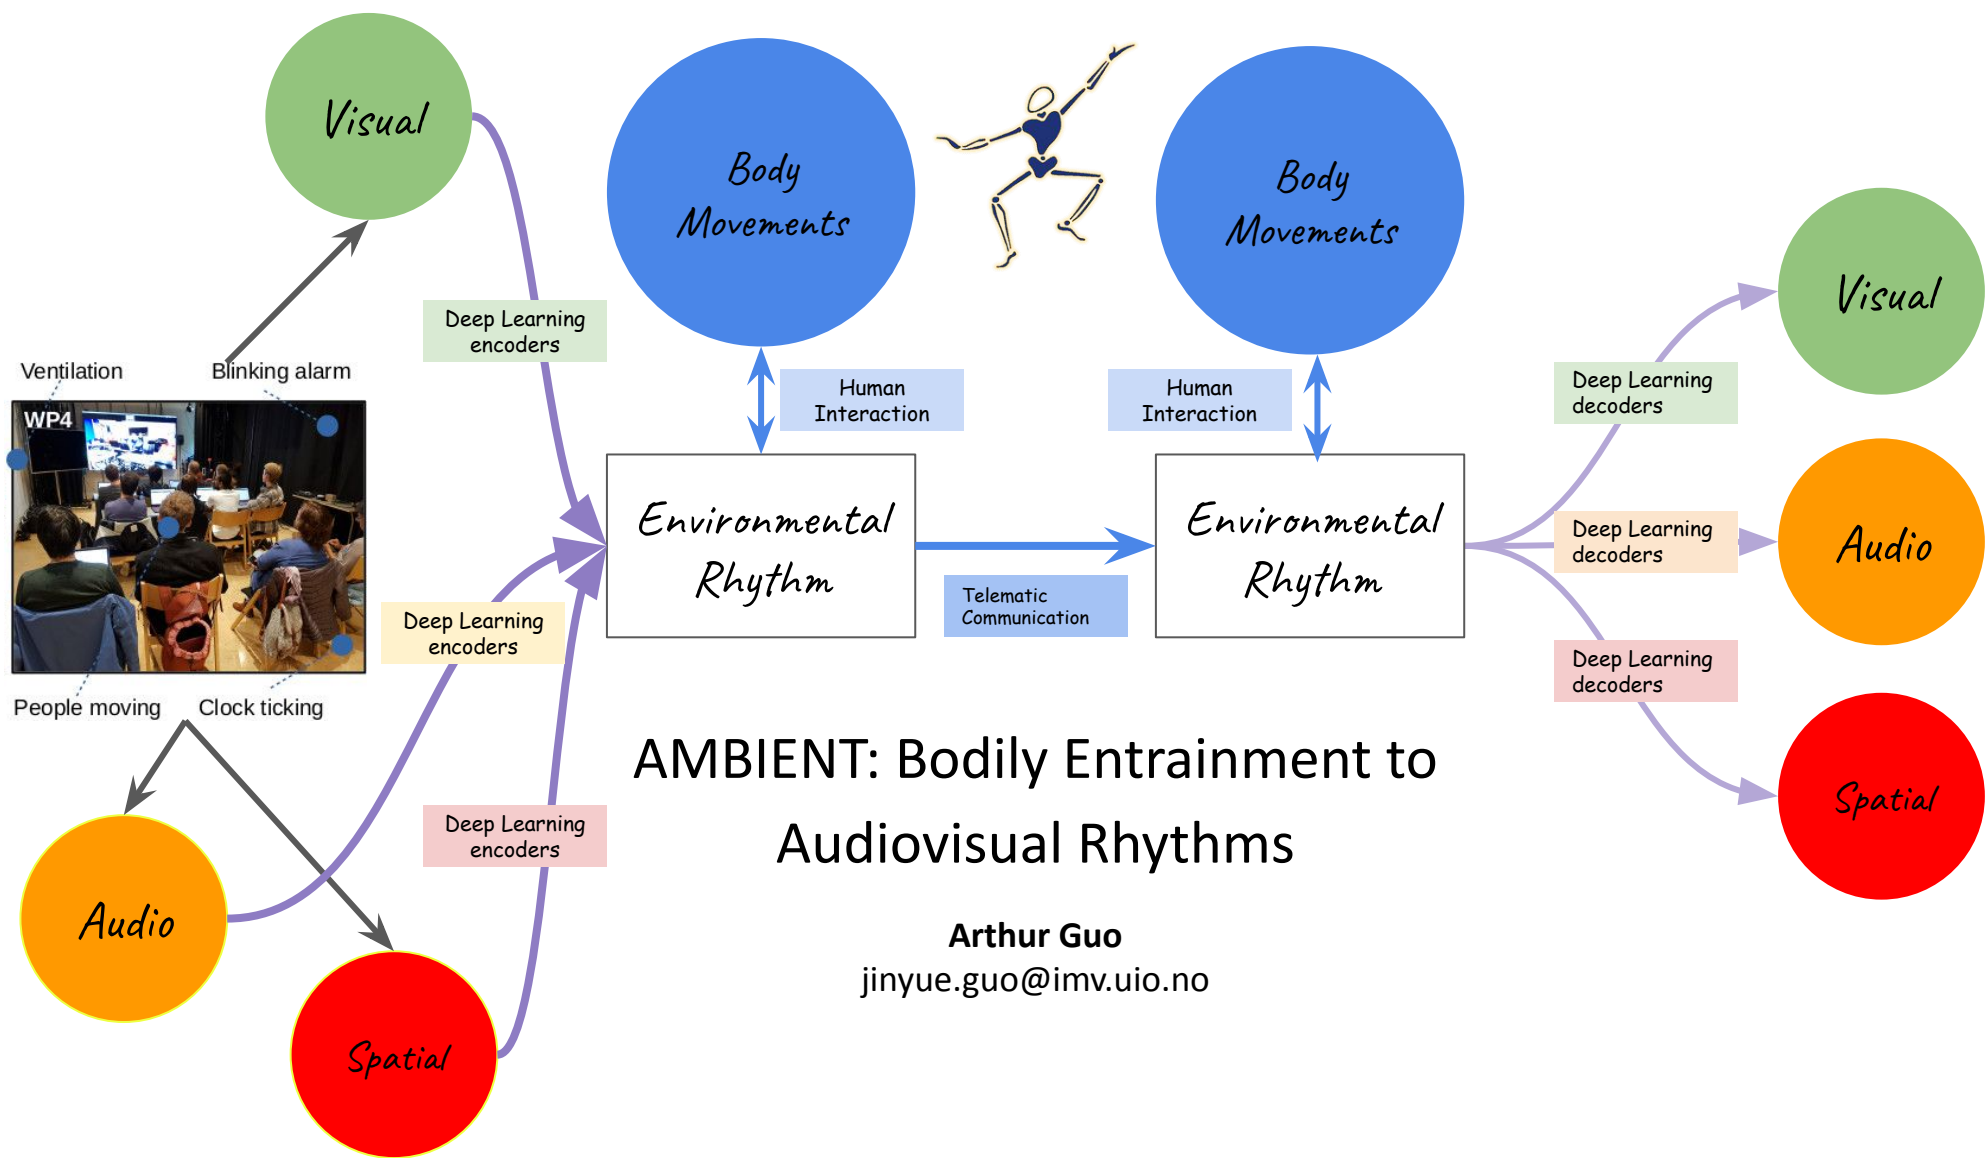 Visual
Body
Movements
Body
Movements
Visual
Deep Learning
encoders
Ventilation
Blinking alarm
WP4
Human
Interaction
Human
Interaction
Deep Learning
decoders
Environmental
Rhythm
Environmental
Rhythm
Telematic
Communication
Deep Learning
decoders
Audio
Deep Learning
encoders
Deep Learning
decoders
People moving
Clock ticking
AMBIENT: Bodily Entrainment to
Audiovisual Rhythms
Spatial
Deep Learning
encoders
Audio
Arthur Guo
jinyue.guo@imv.uio.no
Spatial